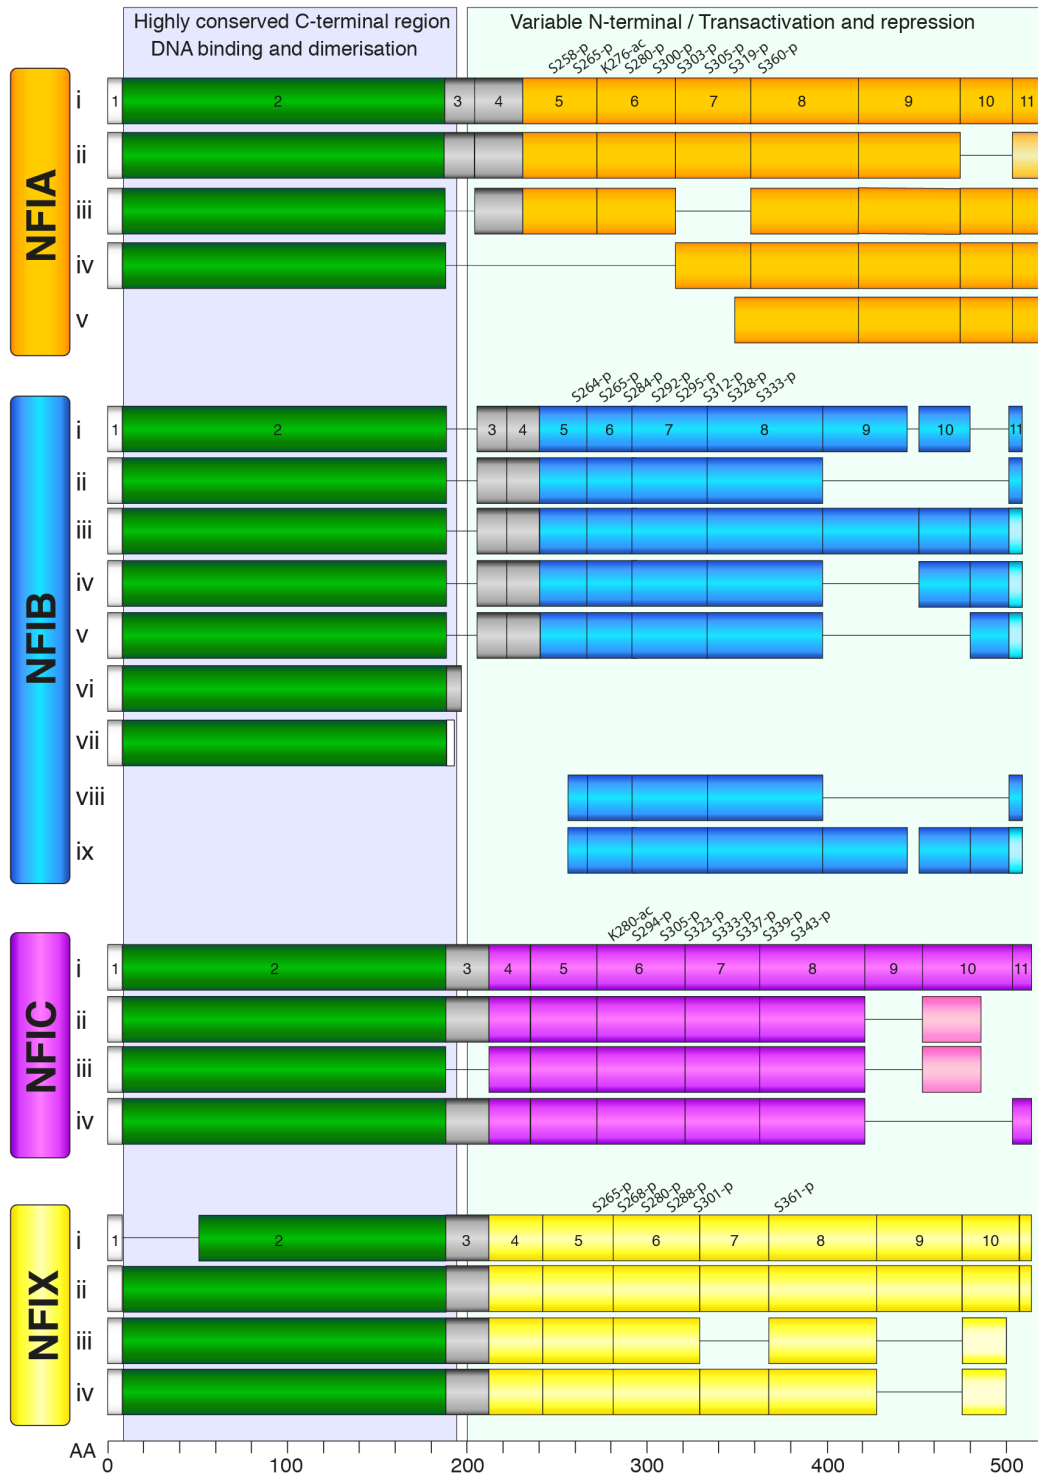 Highly conserved C-terminal region
DNA binding and dimerisation
Variable N-terminal / Transactivation and repression
NFIA
S258-p S265-p K276-ac S280-p S300-p S303-p S305-p S319-p S360-p
i 1 2 3 4 5 6 7 8 9 10 11
ii
iii
iv
v
NFIB
S264-p S265-p S284-p S292-p S295-p S312-p S328-p S333-p
i 1 2 3 4 5 6 7 8 9 10 11
ii
iii
iv
v
vi
vii
viii
ix
NFIC
K280-ac S294-p S305-p S323-p S333-p S337-p S339-p S343-p
i 1 2 3 4 5 6 7 8 9 10 11
ii
iii
iv
NFIX
S265-p S268-p S280-p S288-p S301-p S361-p
i 1 2 3 4 5 6 7 8 9 10
ii
iii
iv
AA 0 100 200 300 400 500